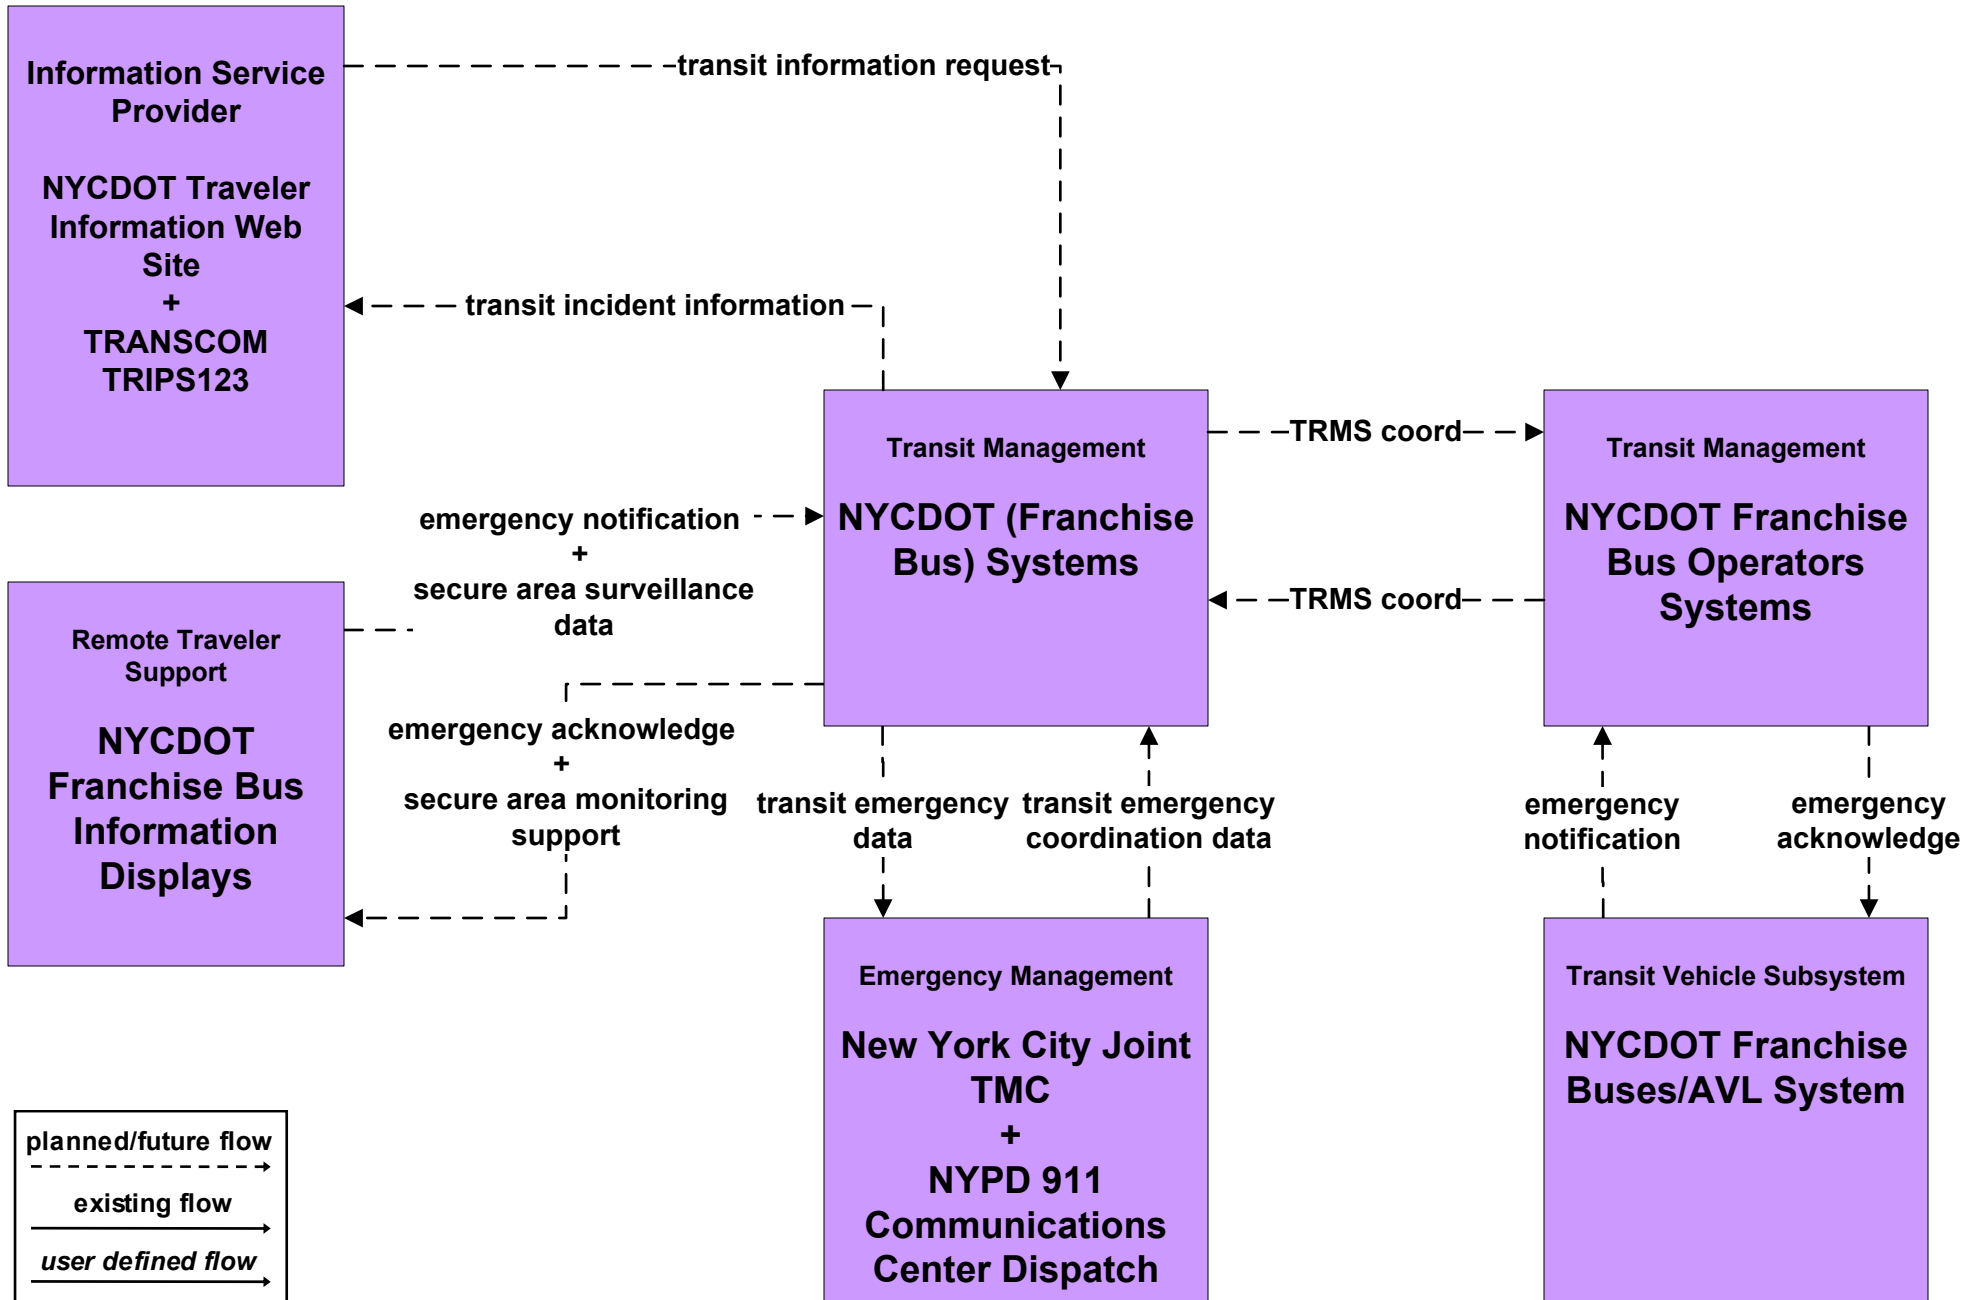 Information Service
Provider
NYCDOT Traveler
Information Web
Site
+
TRANSCOM
TRIPS123
transit information request
transit incident information
Transit Management
NYCDOT (Franchise
Bus) Systems
TRMS coord
TRMS coord
Transit Management
NYCDOT Franchise
Bus Operators
Systems
emergency notification
+
secure area surveillance
data
Remote Traveler
Support
NYCDOT
Franchise Bus
Information
Displays
emergency acknowledge
+
secure area monitoring
support
transit emergency
data
transit emergency
coordination data
emergency
notification
emergency
acknowledge
Emergency Management
New York City Joint
TMC
+
NYPD 911
Communications
Center Dispatch
Transit Vehicle Subsystem
NYCDOT Franchise
Buses/AVL System
planned/future flow
existing flow
user defined flow